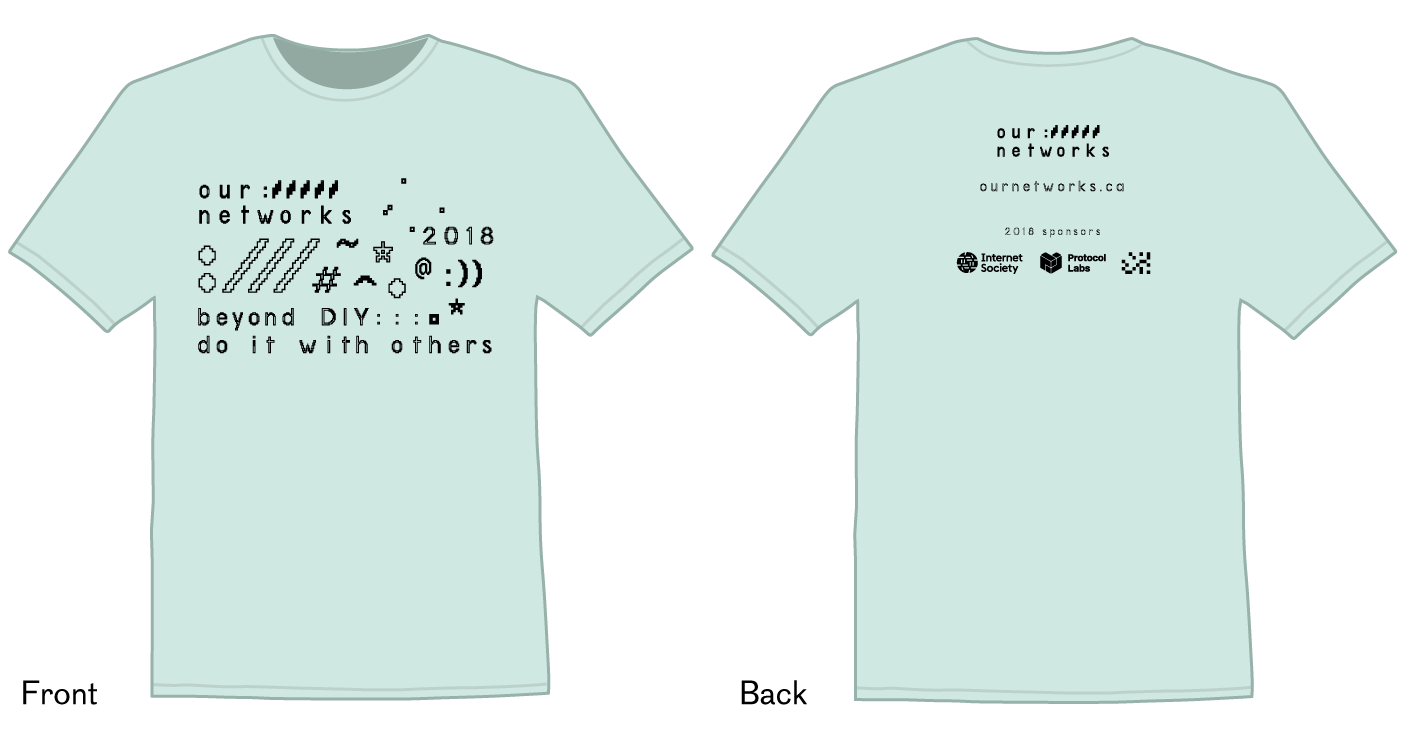 our ://///
networks
2018
:////# ~ ^ @ :))
beyond DIY::::
do it with others
Front
our ://///
networks
ournetworks.ca
2018 sponsors
Internet
Society
Protocol
Labs
Back